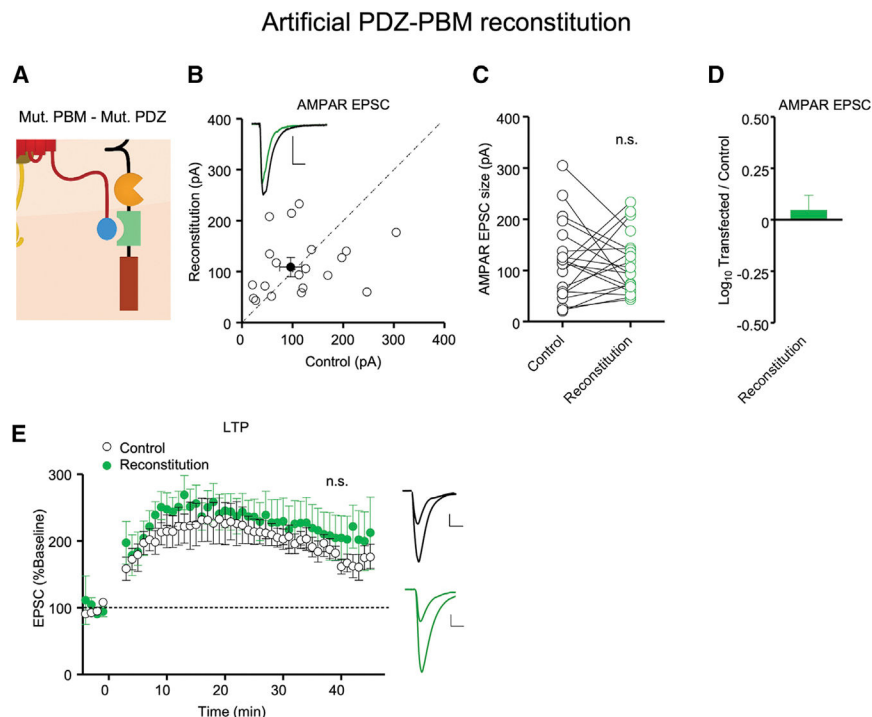 Artificial PDZ-PBM reconstitution
A
Mut. PBM - Mut. PDZ
B
AMPAR EPSC
Reconstitution (pA)
400
300
200
100
0
0 100 200 300 400
Control (pA)
C
n.s.
AMPAR EPSC size (pA)
400
300
200
100
0
Control
Reconstitution
D
AMPAR EPSC
Log10 Transfected / Control
0.50
0.25
0
-0.25
-0.50
Reconstitution
E
LTP
Control
Reconstitution
n.s.
EPSC (%Baseline)
300
200
100
0
0 10 20 30 40
Time (min)